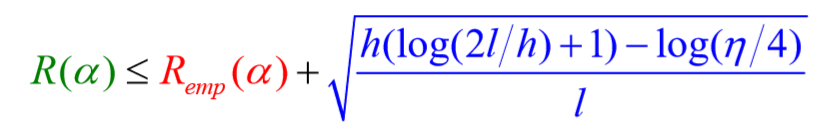 R(α) ≤ R_emp(α) + √((h(log(2l/h)+1) − log(η/4))/l)